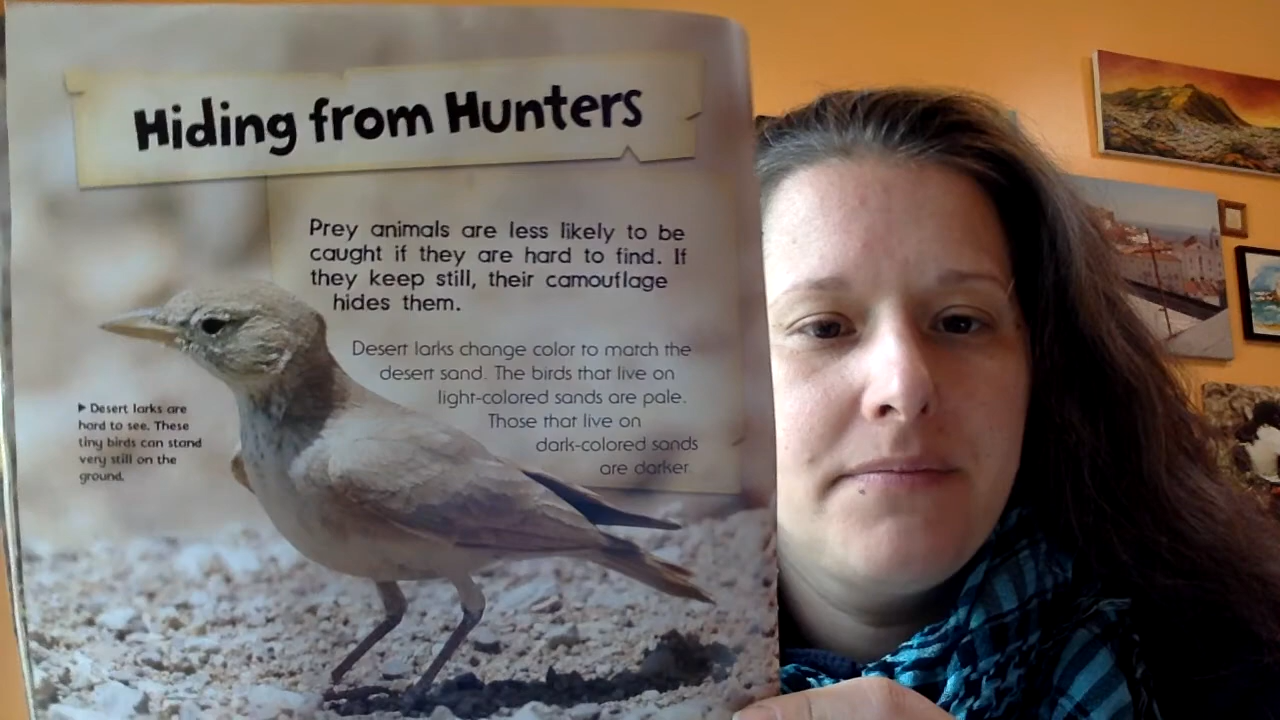 Hiding from Hunters
Prey animals are less likely to be
caught if they are hard to find. If
they keep still, their camouflage
hides them.
Desert larks change color to match the
desert sand. The birds that live on
light-colored sands are pale.
Those that live on
dark-colored sands
are darker.
▶ Desert larks are
hard to see. These
tiny birds can stand
very still on the
ground.